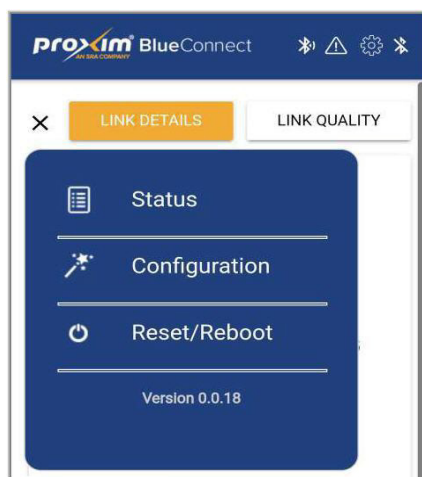 proxim® BlueConnect
AN SRA COMPANY
LINK DETAILS
LINK QUALITY
Status
Configuration
Reset/Reboot
Version 0.0.18